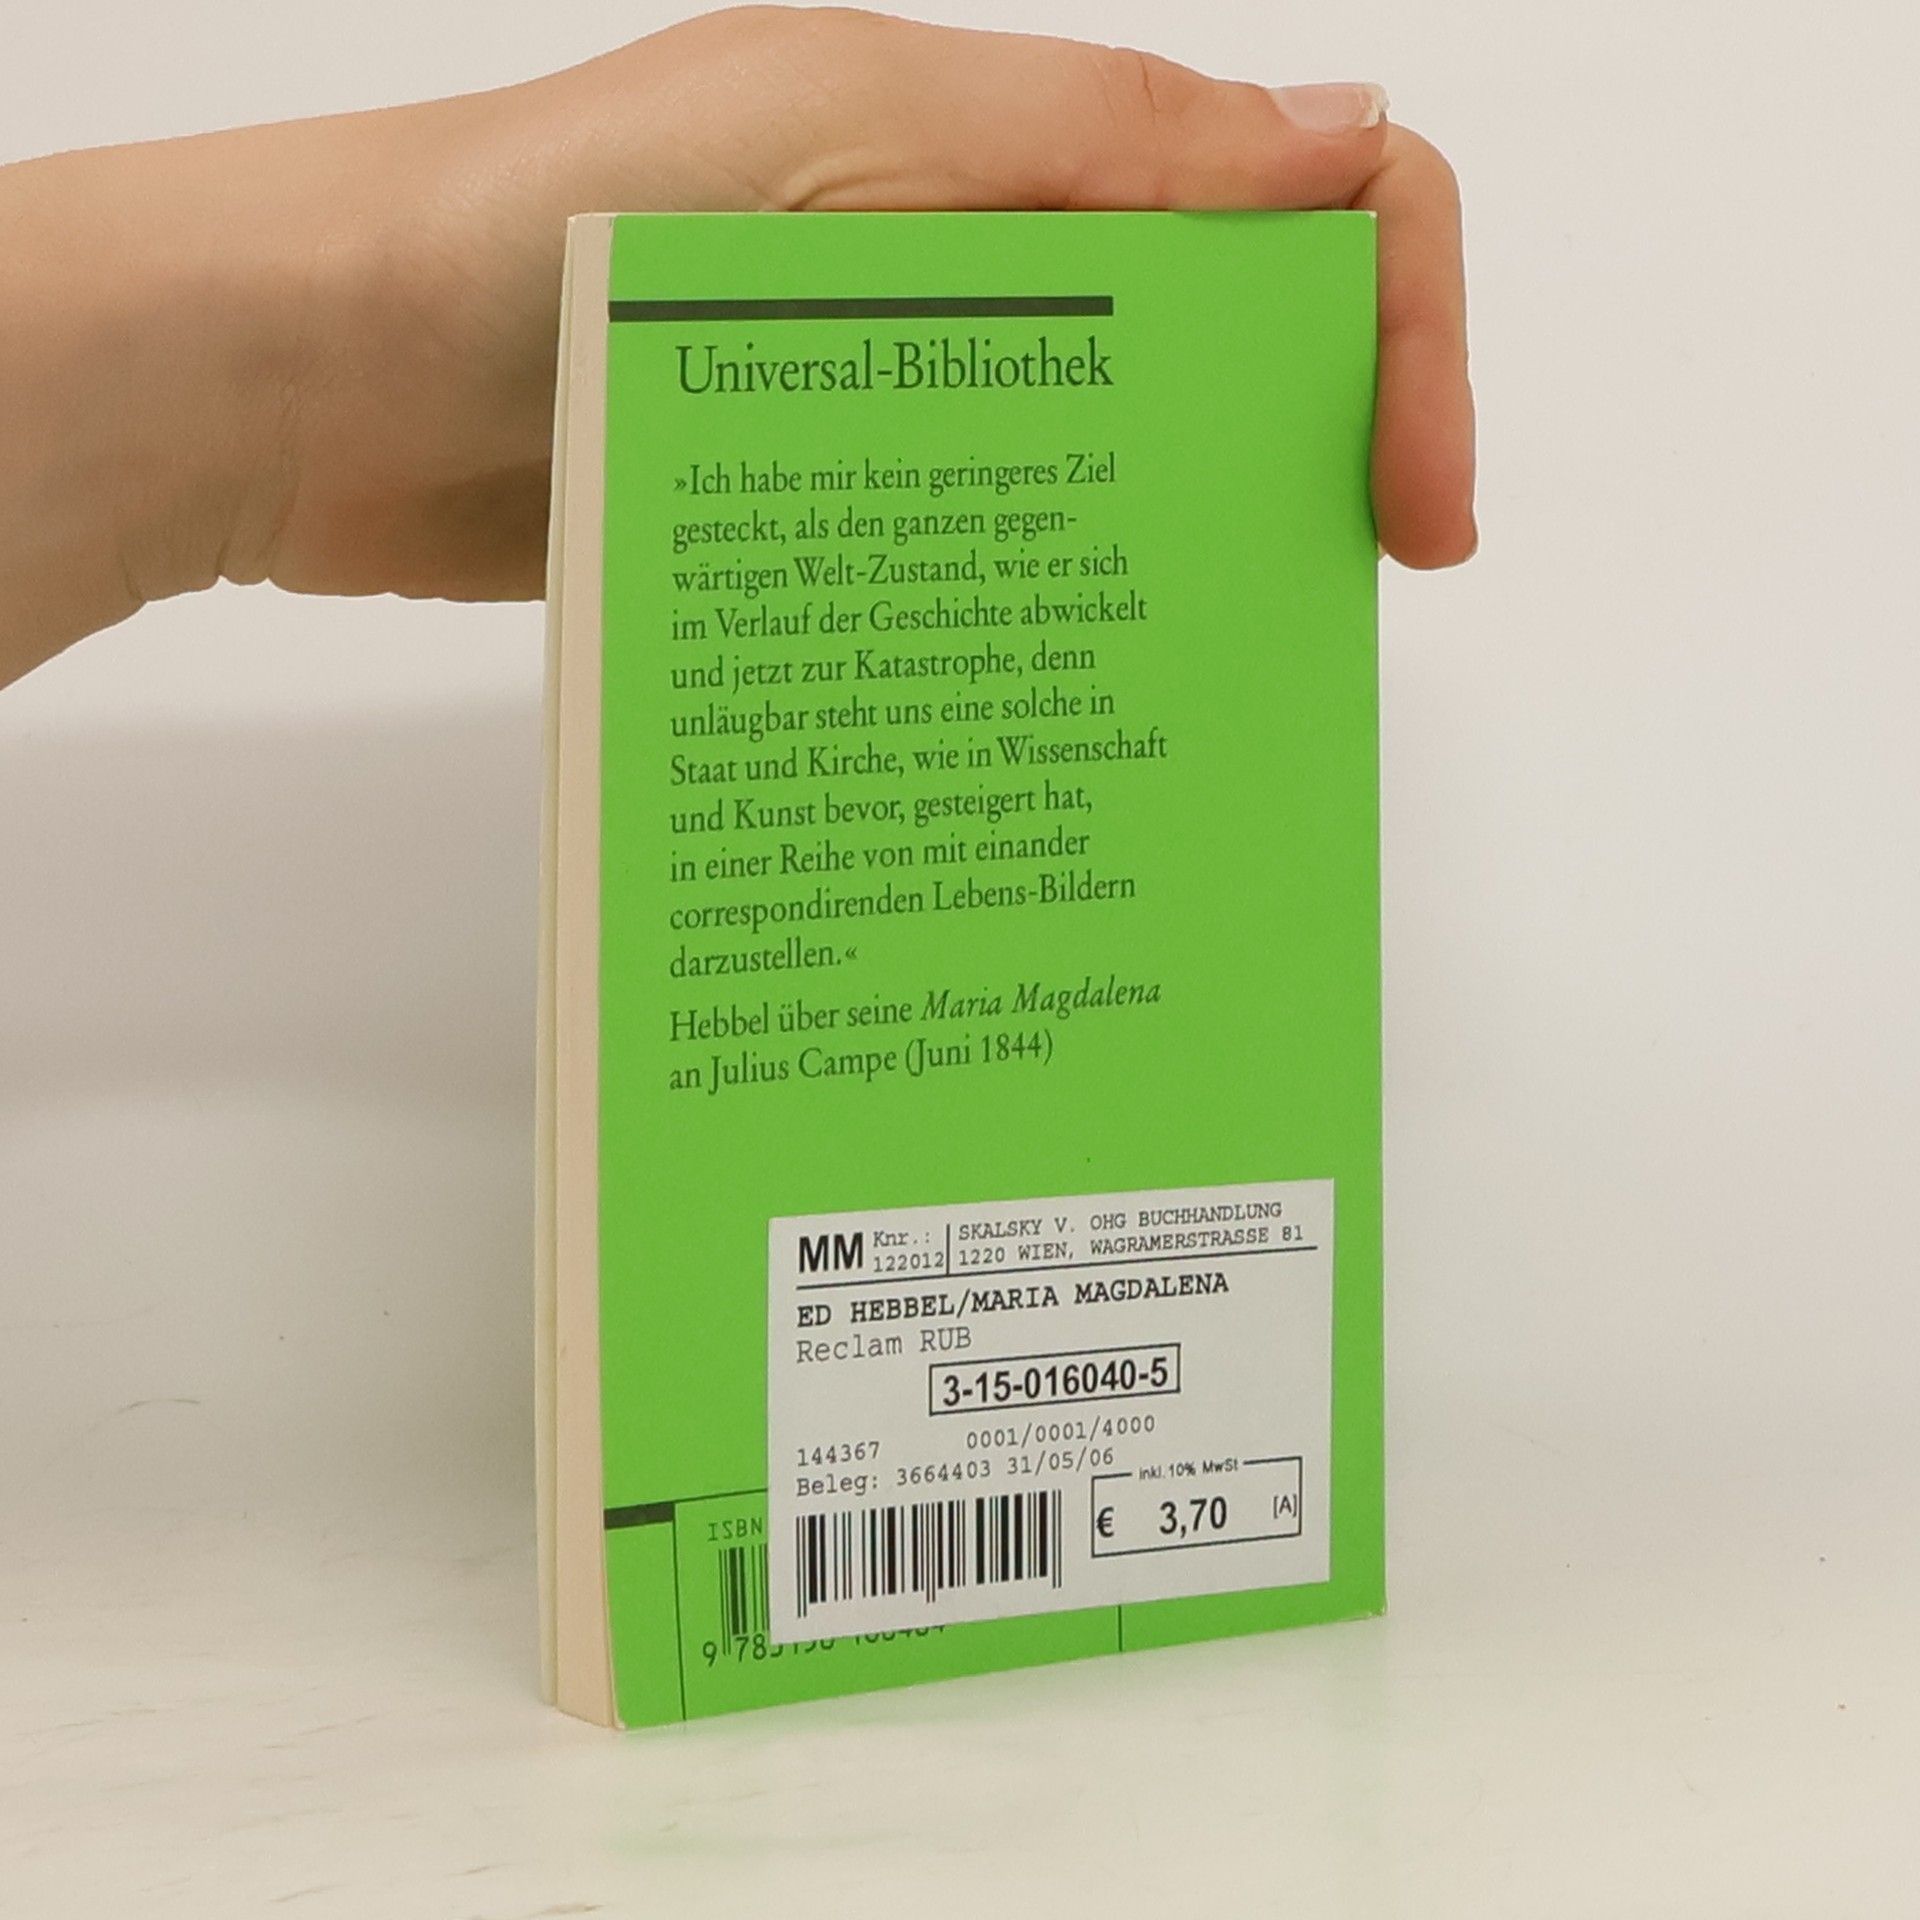 Universal-Bibliothek
»Ich habe mir kein geringeres Ziel
gesteckt, als den ganzen gegen-
wärtigen Welt-Zustand, wie er sich
im Verlauf der Geschichte abwickelt
und jetzt zur Katastrophe, denn
unläugbar steht uns eine solche in
Staat und Kirche, wie in Wissenschaft
und Kunst bevor, gesteigert hat,
in einer Reihe von mit einander
correspondirenden Lebens-Bildern
darzustellen.«
Hebbel über seine Maria Magdalena
an Julius Campe (Juni 1844)
MM Knr.: SKALSKY V. OHG BUCHHANDLUNG
122012 1220 WIEN, WAGRAMERSTRASSE 81
ED HEBBEL/MARIA MAGDALENA
Reclam RUB
3-15-016040-5
144367 0001/0001/4000
Beleg: 3664403 31/05/06
inkl. 10% MwSt
€ 3,70 [A]
ISBN
9 783150